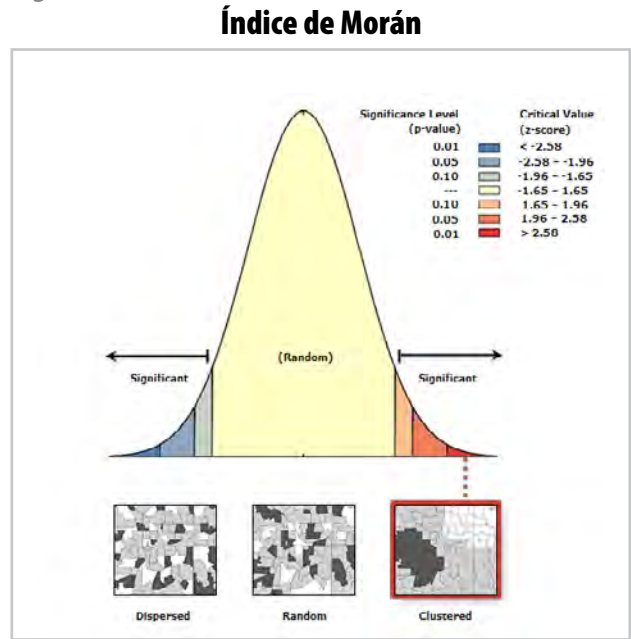 Índice de Morán
Significance Level
(p-value)
Critical Value
(z-score)
0.01 < -2.58
0.05 -2.58 – -1.96
0.10 -1.96 – -1.65
--- -1.65 – 1.65
0.10 1.65 – 1.96
0.05 1.96 – 2.58
0.01 > 2.58
(Random)
Significant
Significant
Dispersed
Random
Clustered